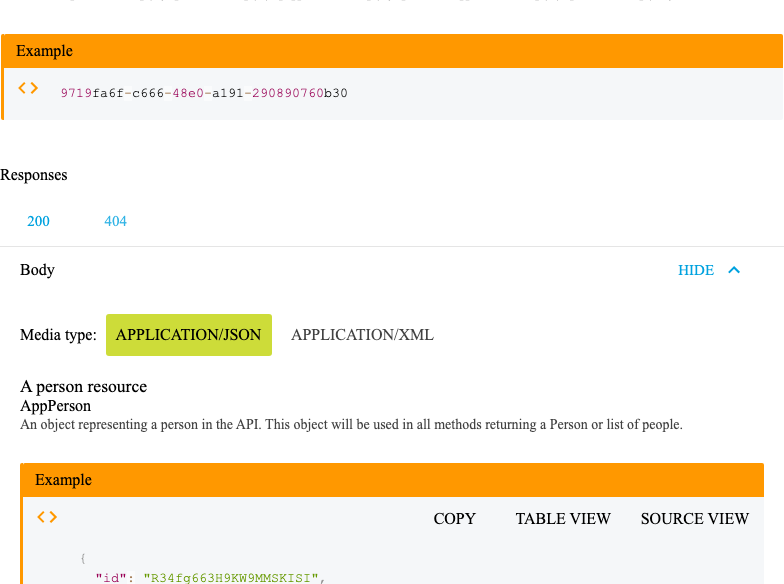 Example
9719fa6f-c666-48e0-a191-290890760b30
Responses
200 404
Body HIDE
Media type: APPLICATION/JSON APPLICATION/XML
A person resource
AppPerson
An object representing a person in the API. This object will be used in all methods returning a Person or list of people.
Example
COPY TABLE VIEW SOURCE VIEW
{
"id": "R34fg663H9KW9MMSKISI",